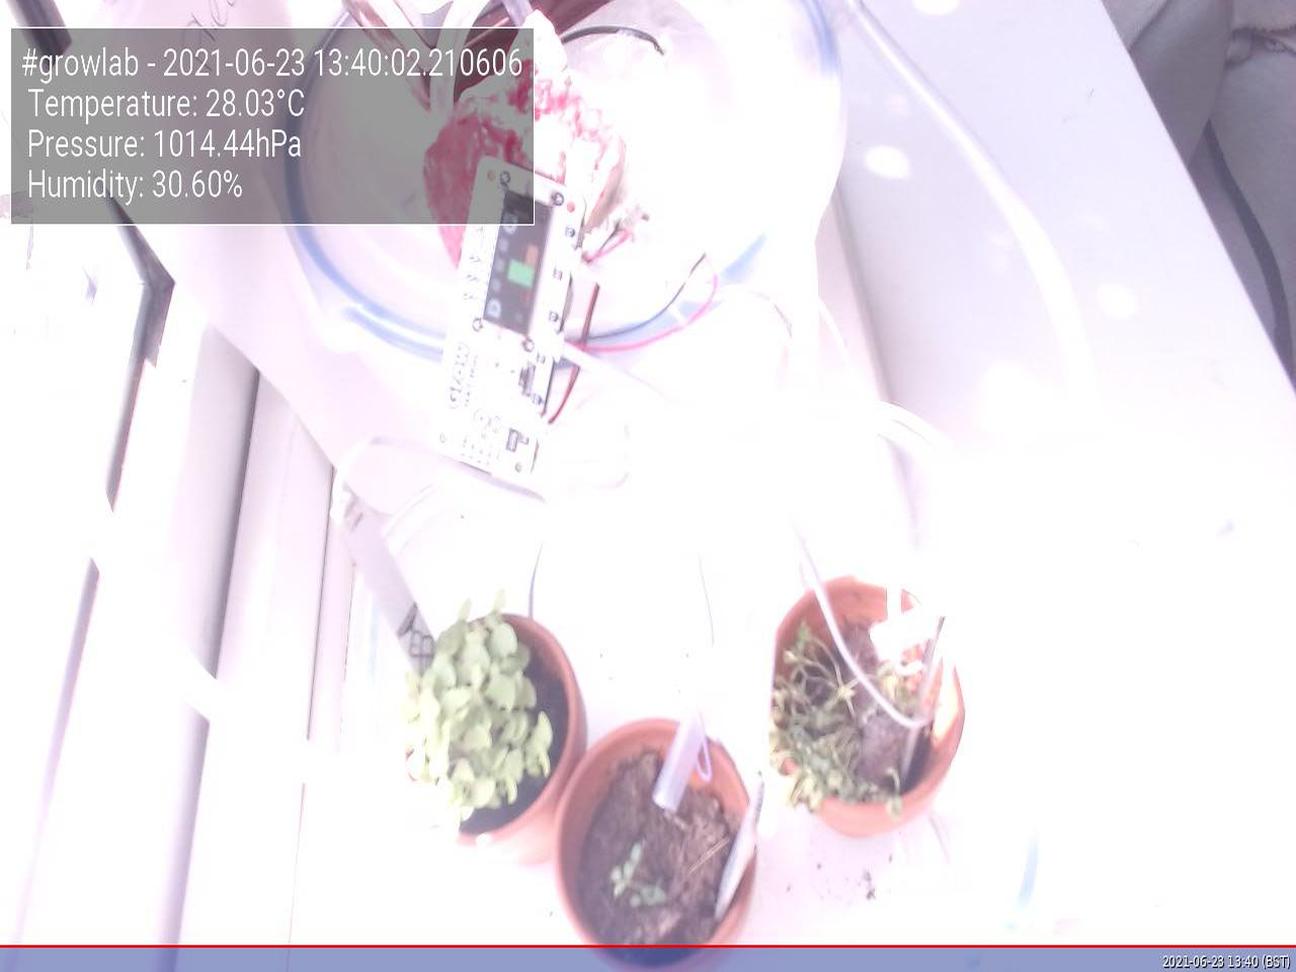 #growlab - 2021-06-23 13:40:02.210606
Temperature: 28.03°C
Pressure: 1014.44hPa
Humidity: 30.60%
2021-06-23 13:40 (BST)